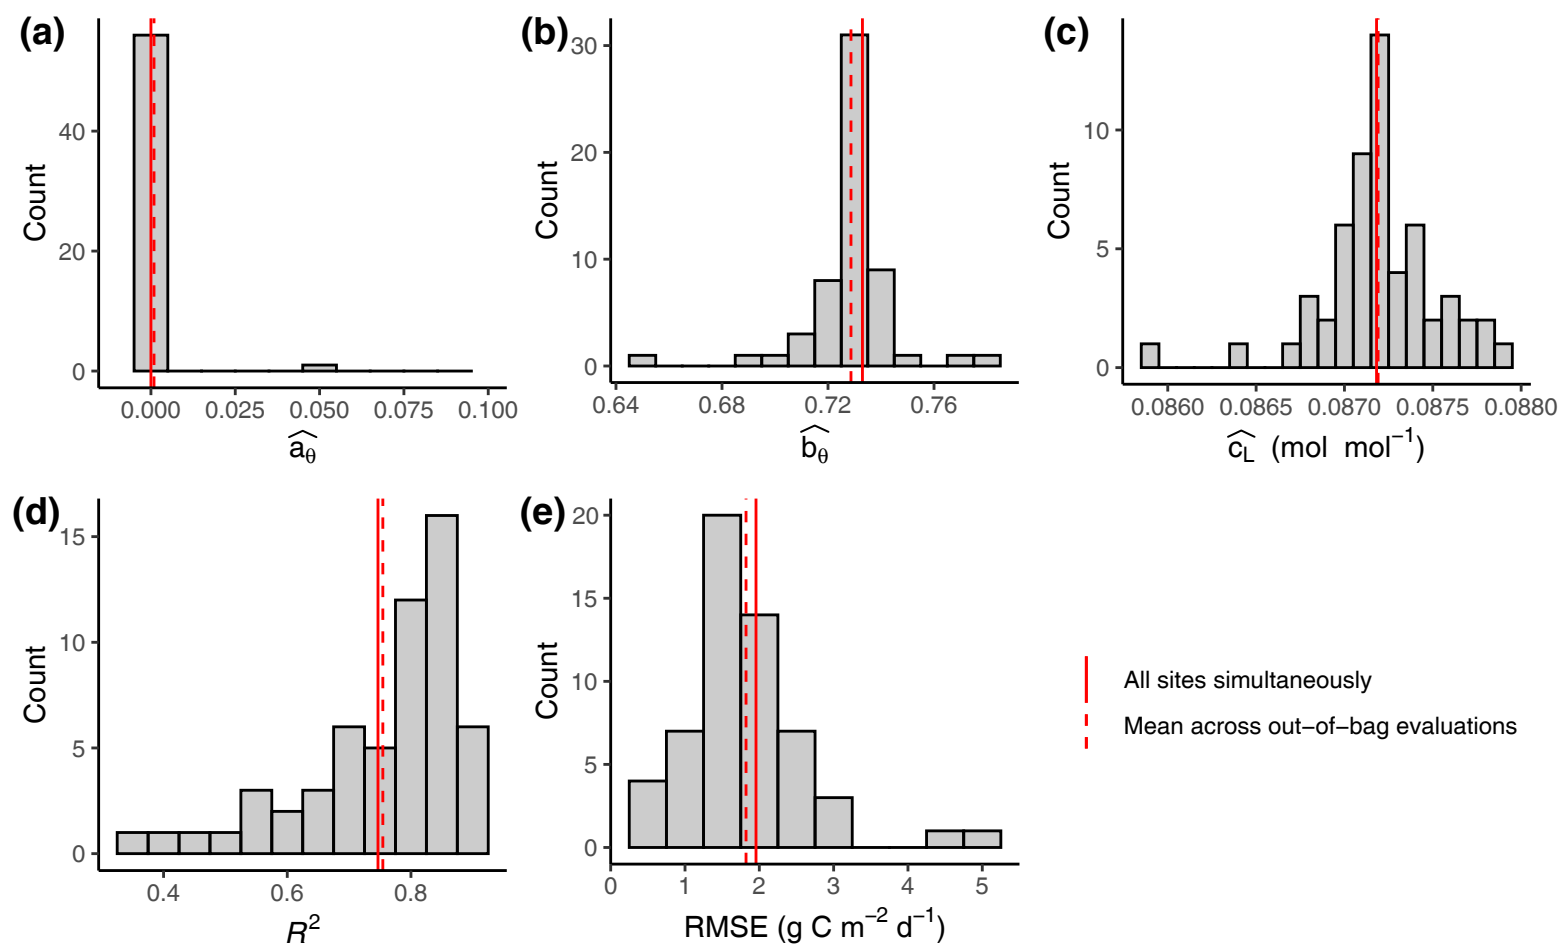 (a)
Count
40
20
0
0.000 0.025 0.050 0.075 0.100
a͡θ
(b)
Count
30
20
10
0
0.64 0.68 0.72 0.76
b͡θ
(c)
Count
10
5
0
0.0860 0.0865 0.0870 0.0875 0.0880
c͡L (mol mol−1)
(d)
Count
15
10
5
0
0.4 0.6 0.8
R2
(e)
Count
20
15
10
5
0
0 1 2 3 4 5
RMSE (g C m−2 d−1)
All sites simultaneously
Mean across out−of−bag evaluations